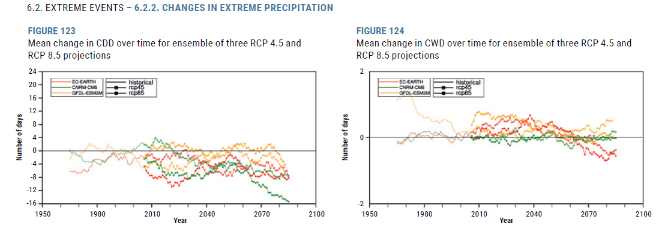 6.2. EXTREME EVENTS – 6.2.2. CHANGES IN EXTREME PRECIPITATION
FIGURE 123
Mean change in CDD over time for ensemble of three RCP 4.5 and
RCP 8.5 projections
24
20
16
12
8
4
0
-4
-8
-12
-16
Number of days
EC-EARTH
CNRM-CM5
GFDL-ESM2M
historical
rcp45
rcp85
1950
1980
2010
2040
2070
2100
Year
FIGURE 124
Mean change in CWD over time for ensemble of three RCP 4.5 and
RCP 8.5 projections
2
0
-2
Number of days
EC-EARTH
CNRM-CM5
GFDL-ESM2M
historical
rcp45
rcp85
1950
1980
2010
2040
2070
2100
Year